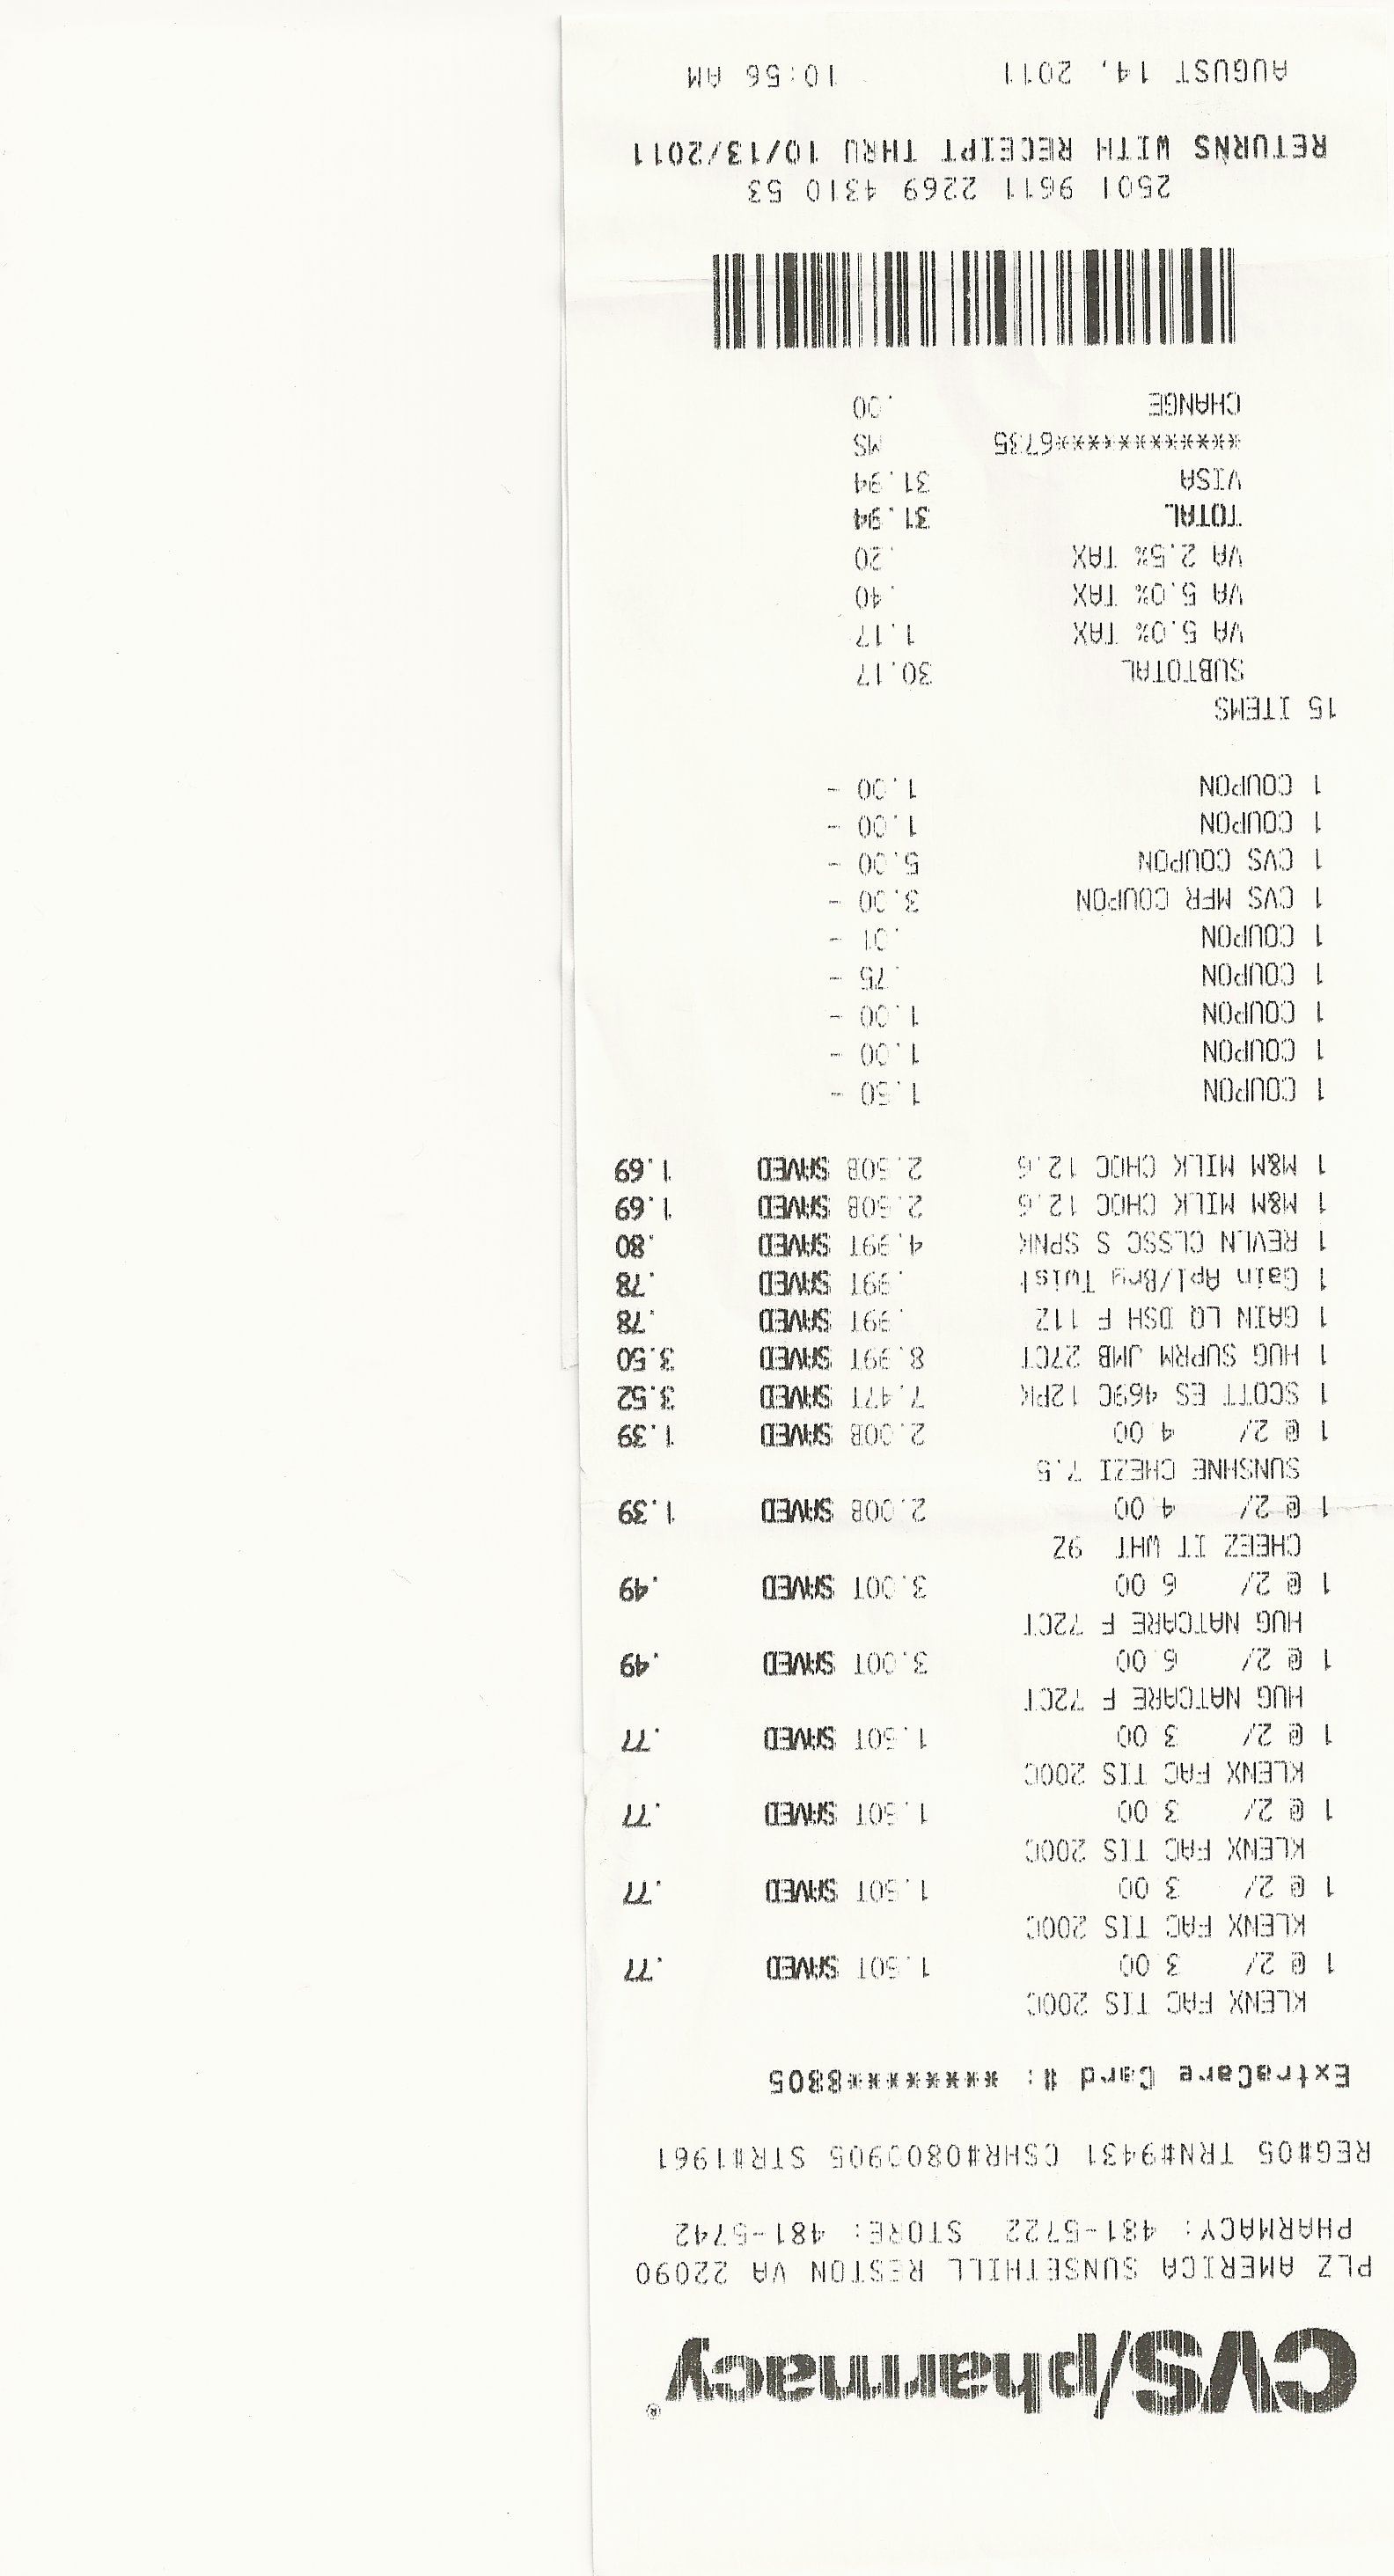 CVS/pharmacy®
PLZ AMERICA SUNSETHILL RESTON VA 22090
PHARMACY: 481-5722 STORE: 481-5742
REG#05 TRN#9431 CSHR#0800905 STR#1961
ExtraCare Card #: *********8805
KLENX FAC TIS 200C
1 @ 2/ 3.00 1.50T SAVED .77
KLENX FAC TIS 200C
1 @ 2/ 3.00 1.50T SAVED .77
KLENX FAC TIS 200C
1 @ 2/ 3.00 1.50T SAVED .77
KLENX FAC TIS 200C
1 @ 2/ 3.00 1.50T SAVED .77
HUG NATCARE F 72CT
1 @ 2/ 6.00 3.00T SAVED .49
HUG NATCARE F 72CT
1 @ 2/ 6.00 3.00T SAVED .49
CHEEZ IT WHT 9Z
1 @ 2/ 4.00 2.00B SAVED 1.39
SUNSHNE CHEZI 7.5
1 @ 2/ 4.00 2.00B SAVED 1.39
1 SCOTT ES 469C 12PK 7.47T SAVED 3.52
1 HUG SUPRM JMB 27CT 8.99T SAVED 3.50
1 GAIN LQ DSH F 11Z .99T SAVED .78
1 Gain Apl/Bry Twist .99T SAVED .78
1 REVLN CLSSC S SPNK 4.99T SAVED .80
1 M&M MILK CHOC 12.6 2.50B SAVED 1.69
1 M&M MILK CHOC 12.6 2.50B SAVED 1.69
1 COUPON 1.50 -
1 COUPON 1.00 -
1 COUPON 1.00 -
1 COUPON .75 -
1 COUPON .01 -
1 CVS MFR COUPON 3.00 -
1 CVS COUPON 5.00 -
1 COUPON 1.00 -
1 COUPON 1.00 -
15 ITEMS
SUBTOTAL 30.17
VA 5.0% TAX 1.17
VA 5.0% TAX .40
VA 2.5% TAX .20
TOTAL 31.94
VISA 31.94
************6735 MS
CHANGE .00
2501 9611 2269 4310 53
RETURNS WITH RECEIPT THRU 10/13/2011
AUGUST 14, 2011 10:56 AM